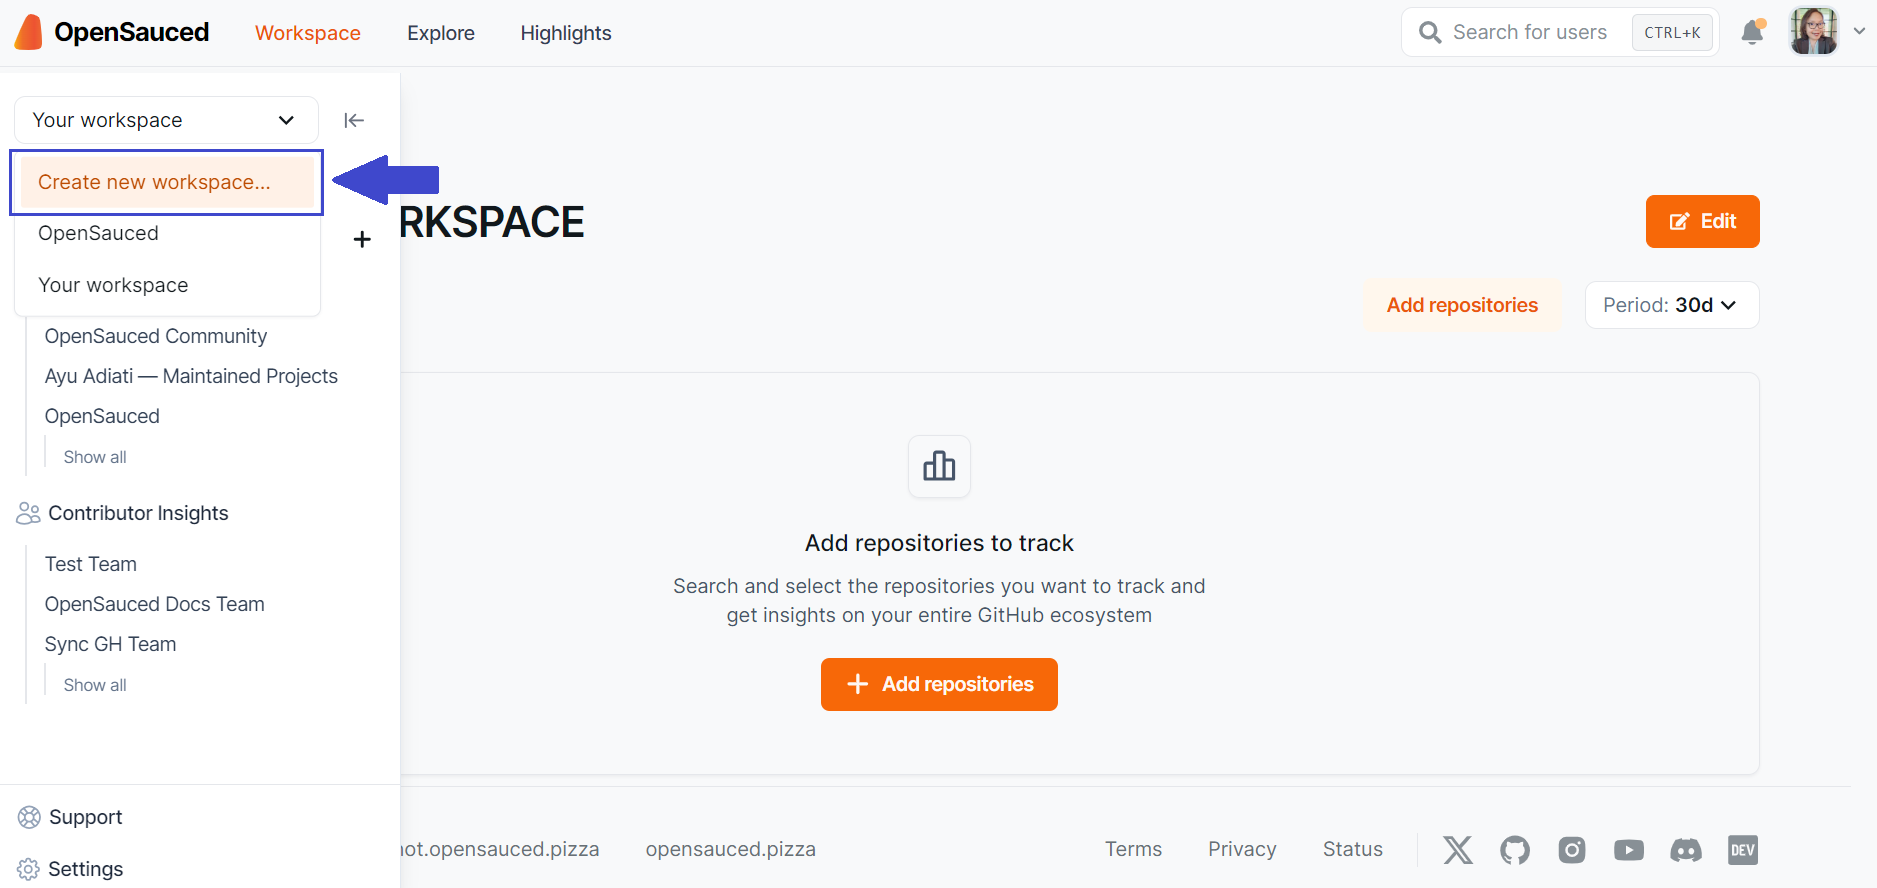 OpenSauced
Workspace
Explore
Highlights
Search for users
CTRL+K
Your workspace
Create new workspace...
OpenSauced
Your workspace
OpenSauced Community
Ayu Adiati — Maintained Projects
OpenSauced
Show all
Contributor Insights
Test Team
OpenSauced Docs Team
Sync GH Team
Show all
Support
Settings
RKSPACE
Edit
Add repositories
Period: 30d
Add repositories to track
Search and select the repositories you want to track and
get insights on your entire GitHub ecosystem
Add repositories
hot.opensauced.pizza
opensauced.pizza
Terms
Privacy
Status
DEV